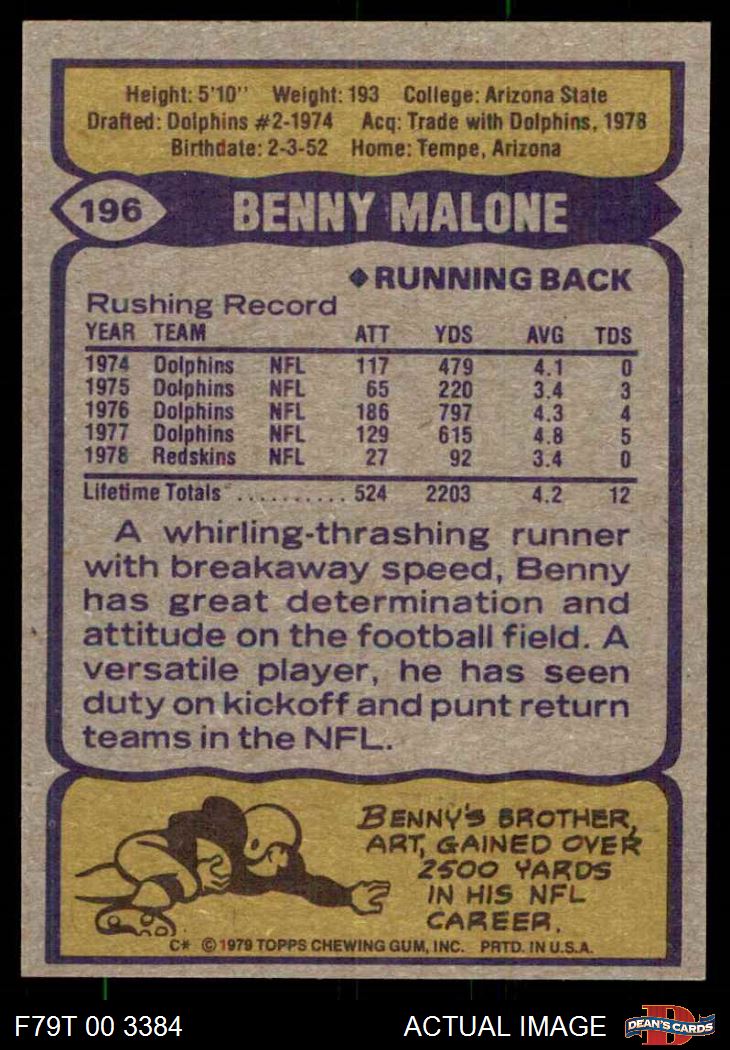 Height: 5'10'' Weight: 193 College: Arizona State
Drafted: Dolphins #2-1974 Acq: Trade with Dolphins, 1978
Birthdate: 2-3-52 Home: Tempe, Arizona
196 BENNY MALONE
◆RUNNING BACK
Rushing Record
YEAR TEAM ATT YDS AVG TDS
1974 Dolphins NFL 117 479 4.1 0
1975 Dolphins NFL 65 220 3.4 3
1976 Dolphins NFL 186 797 4.3 4
1977 Dolphins NFL 129 615 4.8 5
1978 Redskins NFL 27 92 3.4 0
Lifetime Totals .......... 524 2203 4.2 12
A whirling-thrashing runner
with breakaway speed, Benny
has great determination and
attitude on the football field. A
versatile player, he has seen
duty on kickoff and punt return
teams in the NFL.
BENNY'S BROTHER,
ART, GAINED OVER
2500 YARDS
IN HIS NFL
CAREER.
C* ©1979 TOPPS CHEWING GUM, INC. PRTD. IN U.S.A.
F79T 00 3384 ACTUAL IMAGE D DEAN'S CARDS